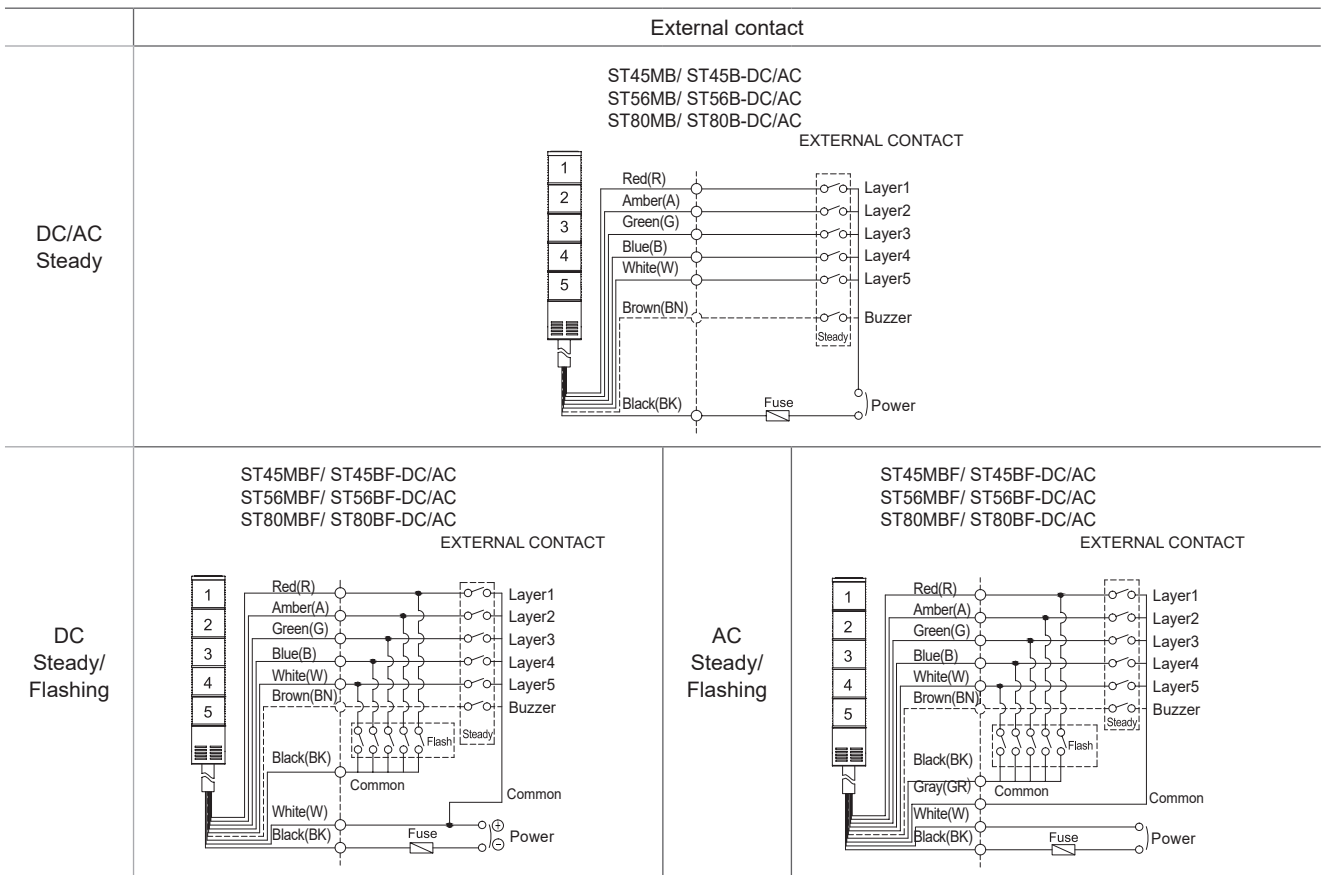 External contact
DC/AC
Steady
ST45MB/ ST45B-DC/AC
ST56MB/ ST56B-DC/AC
ST80MB/ ST80B-DC/AC
EXTERNAL CONTACT
1
2
3
4
5
Red(R)
Amber(A)
Green(G)
Blue(B)
White(W)
Brown(BN)
Black(BK)
Layer1
Layer2
Layer3
Layer4
Layer5
Buzzer
Steady
Fuse
Power
DC
Steady/
Flashing
ST45MBF/ ST45BF-DC/AC
ST56MBF/ ST56BF-DC/AC
ST80MBF/ ST80BF-DC/AC
EXTERNAL CONTACT
1
2
3
4
5
Red(R)
Amber(A)
Green(G)
Blue(B)
White(W)
Brown(BN)
Black(BK)
White(W)
Black(BK)
Layer1
Layer2
Layer3
Layer4
Layer5
Buzzer
Steady
Flash
Common
Common
Fuse
+
−
Power
AC
Steady/
Flashing
ST45MBF/ ST45BF-DC/AC
ST56MBF/ ST56BF-DC/AC
ST80MBF/ ST80BF-DC/AC
EXTERNAL CONTACT
1
2
3
4
5
Red(R)
Amber(A)
Green(G)
Blue(B)
White(W)
Brown(BN)
Black(BK)
Gray(GR)
White(W)
Black(BK)
Layer1
Layer2
Layer3
Layer4
Layer5
Buzzer
Steady
Flash
Common
Common
Fuse
Power